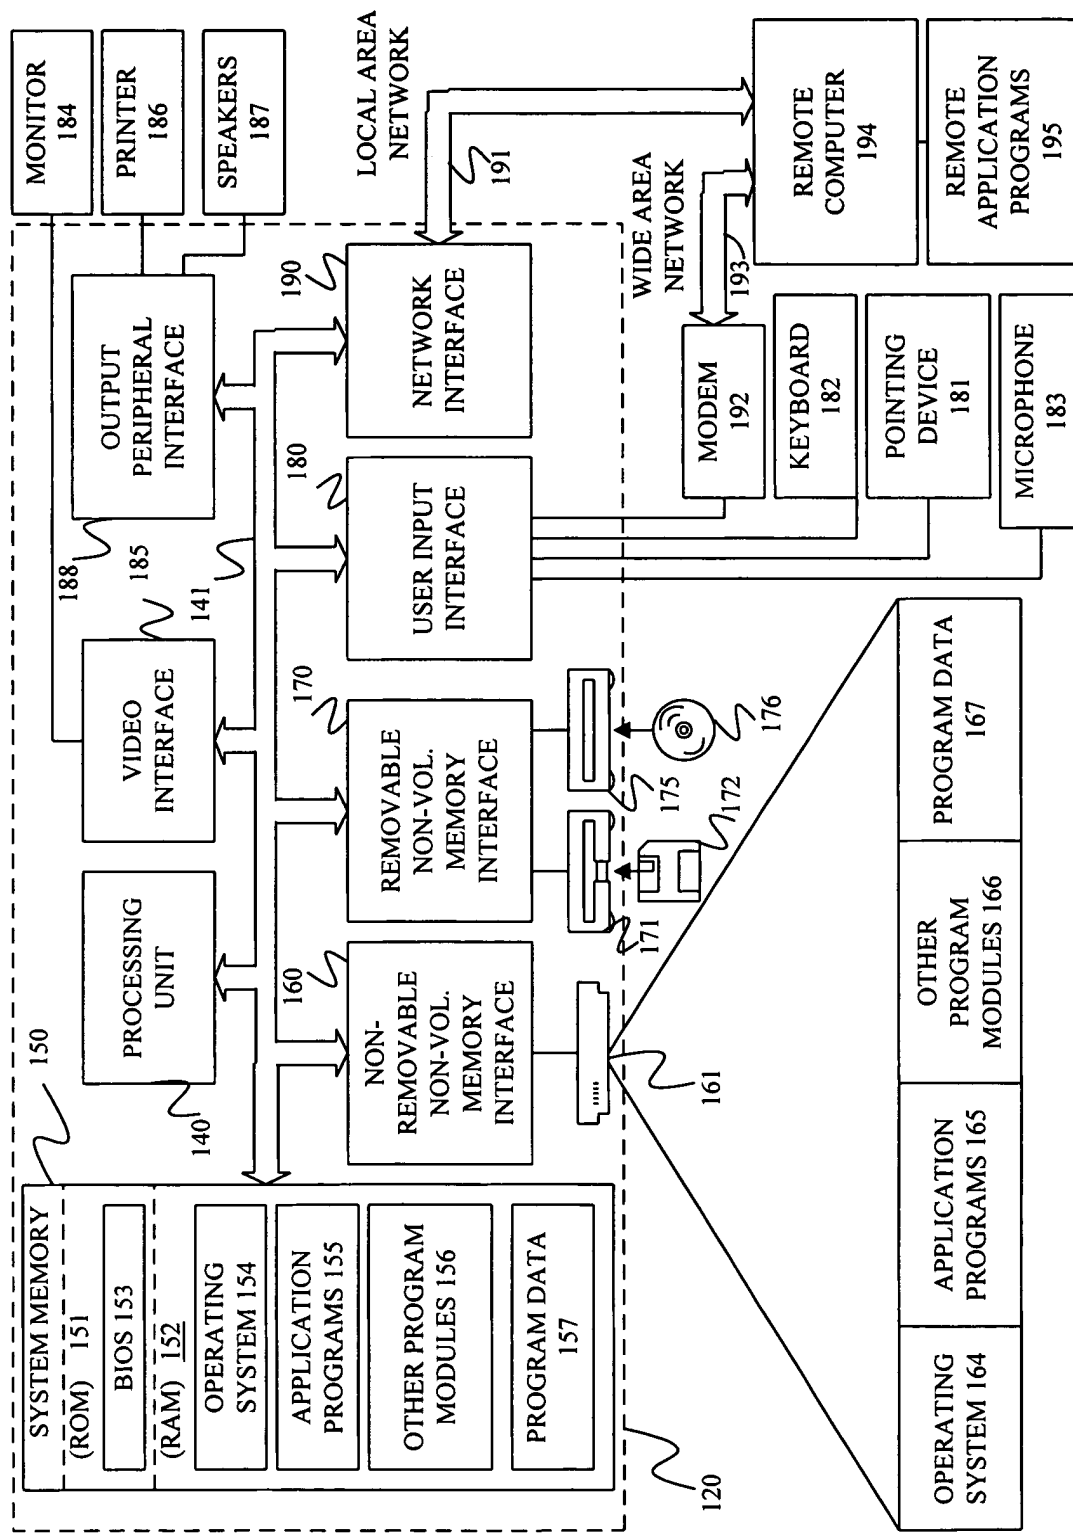 SYSTEM MEMORY
(ROM) 151
BIOS 153
(RAM) 152
OPERATING
SYSTEM 154
APPLICATION
PROGRAMS 155
OTHER PROGRAM
MODULES 156
PROGRAM DATA
157
120
150
PROCESSING
UNIT
140
VIDEO
INTERFACE
185
141
OUTPUT
PERIPHERAL
INTERFACE
188
MONITOR
184
PRINTER
186
SPEAKERS
187
NON-
REMOVABLE
NON-VOL.
MEMORY
INTERFACE
160
REMOVABLE
NON-VOL.
MEMORY
INTERFACE
170
USER INPUT
INTERFACE
180
NETWORK
INTERFACE
190
LOCAL AREA
NETWORK
191
161
171
172
175
176
WIDE AREA
NETWORK
193
MODEM
192
KEYBOARD
182
POINTING
DEVICE
181
MICROPHONE
183
REMOTE
COMPUTER
194
REMOTE
APPLICATION
PROGRAMS
195
OPERATING
SYSTEM 164
APPLICATION
PROGRAMS 165
OTHER
PROGRAM
MODULES 166
PROGRAM DATA
167